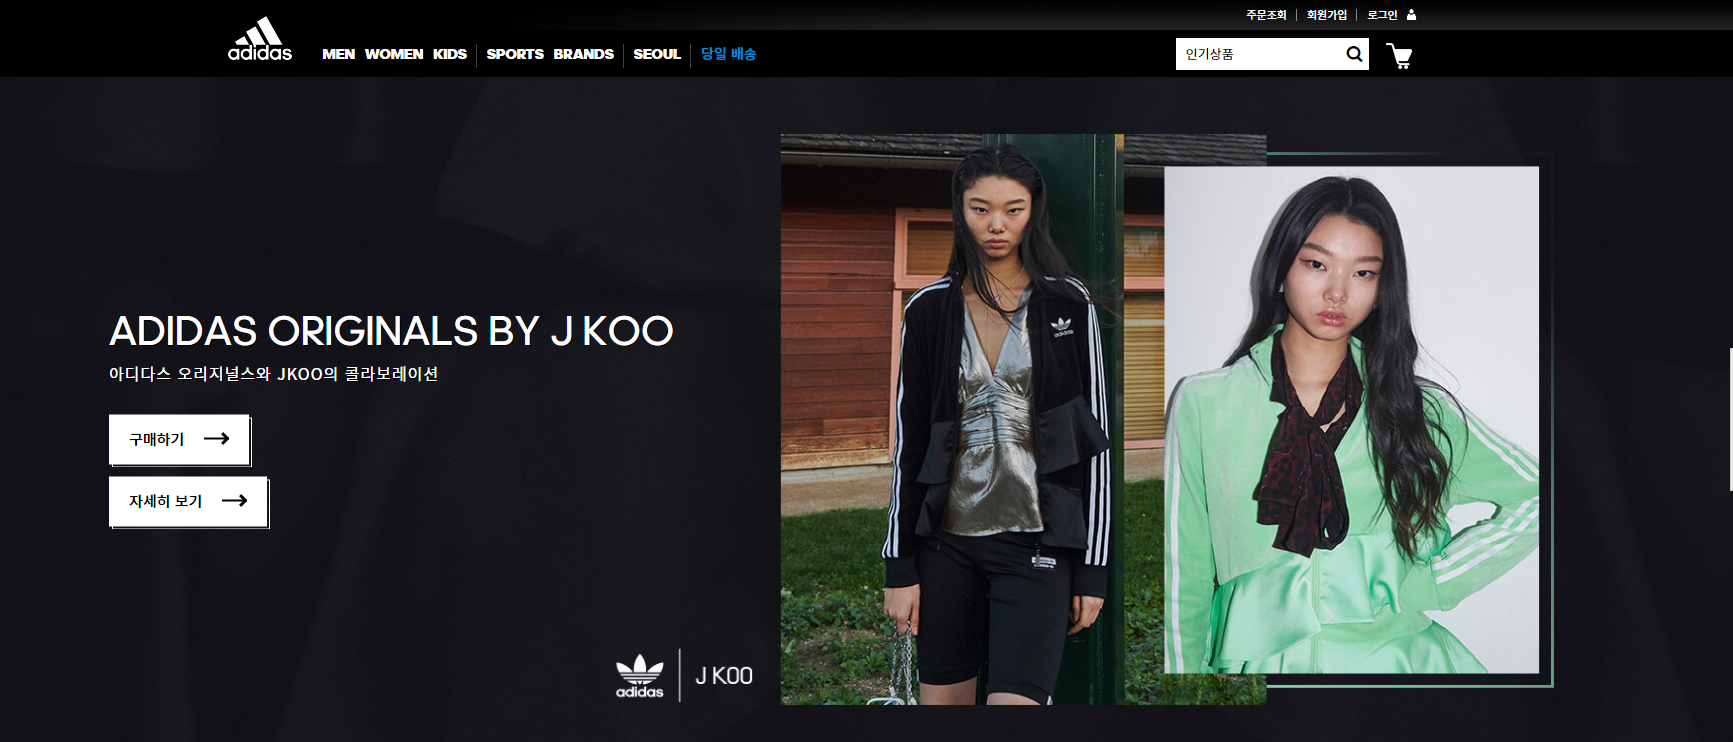 주문조회 회원가입 로그인
adidas
MEN WOMEN KIDS SPORTS BRANDS SEOUL 당일 배송
인기상품
ADIDAS ORIGINALS BY J KOO
아디다스 오리지널스와 JKOO의 콜라보레이션
구매하기
자세히 보기
adidas
adidas J KOO